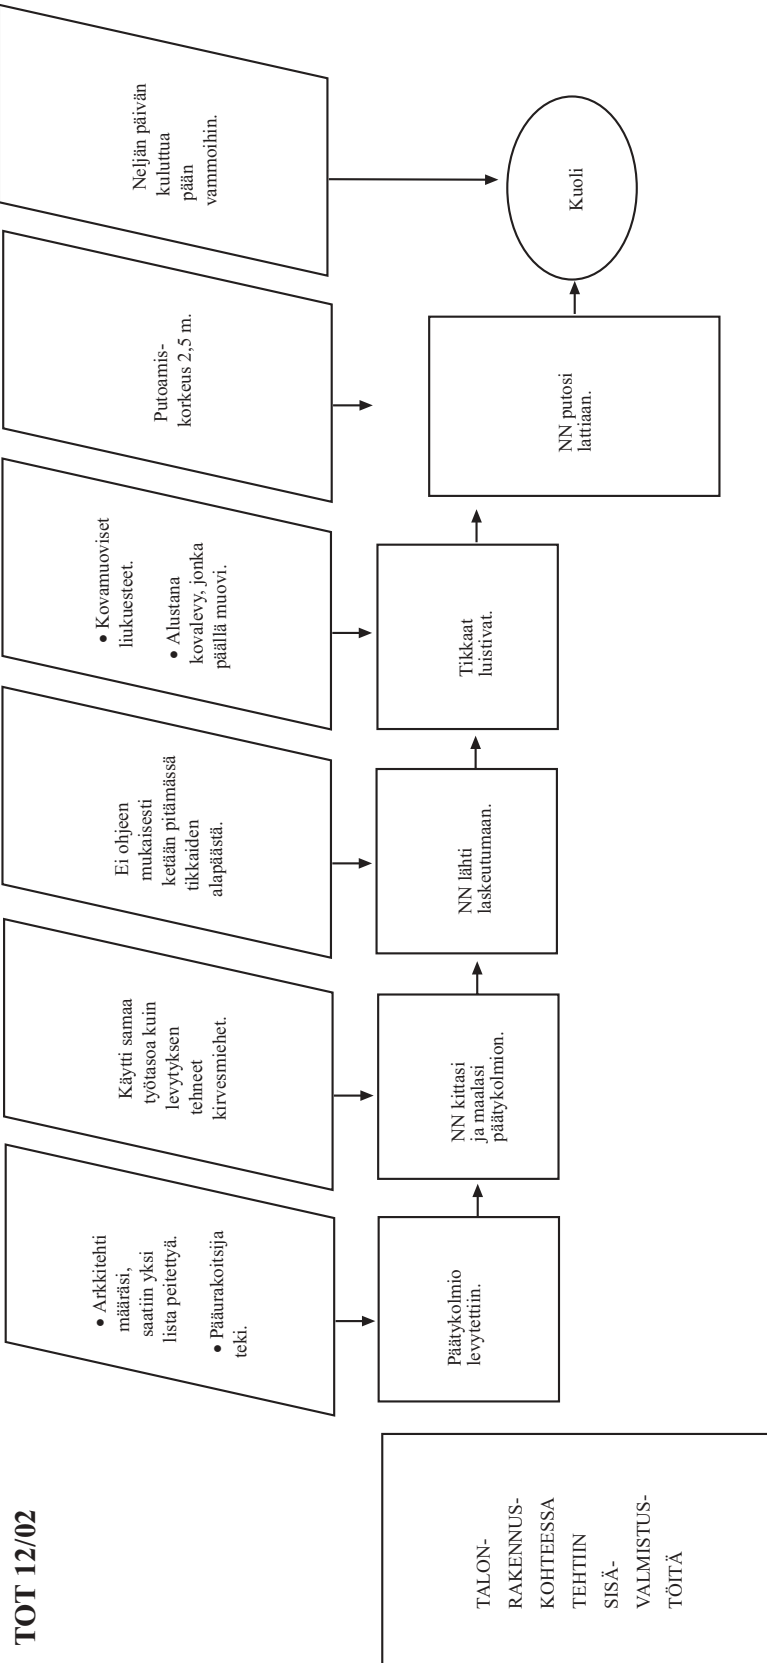 TOT 12/02
TALON-
RAKENNUS-
KOHTEESSA
TEHTIIN
SISÄ-
VALMISTUS-
TÖITÄ
• Arkkitehti
määräsi,
saatiin yksi
lista peitettyä.
• Pääurakoitsija
teki.
Päätykolmio
levytettiin.
Käytti samaa
työtasoa kuin
levytyksen
tehneet
kirvesmiehet.
NN kittasi
ja maalasi
päätykolmion.
Ei ohjeen
mukaisesti
ketään pitämässä
tikkaiden
alapäästä.
NN lähti
laskeutumaan.
• Kovamuoviset
liukuesteet.
• Alustana
kovalevy, jonka
päällä muovi.
Tikkaat
luistivat.
Putoamis-
korkeus 2,5 m.
NN putosi
lattiaan.
Neljän päivän
kuluttua
pään
vammoihin.
Kuoli